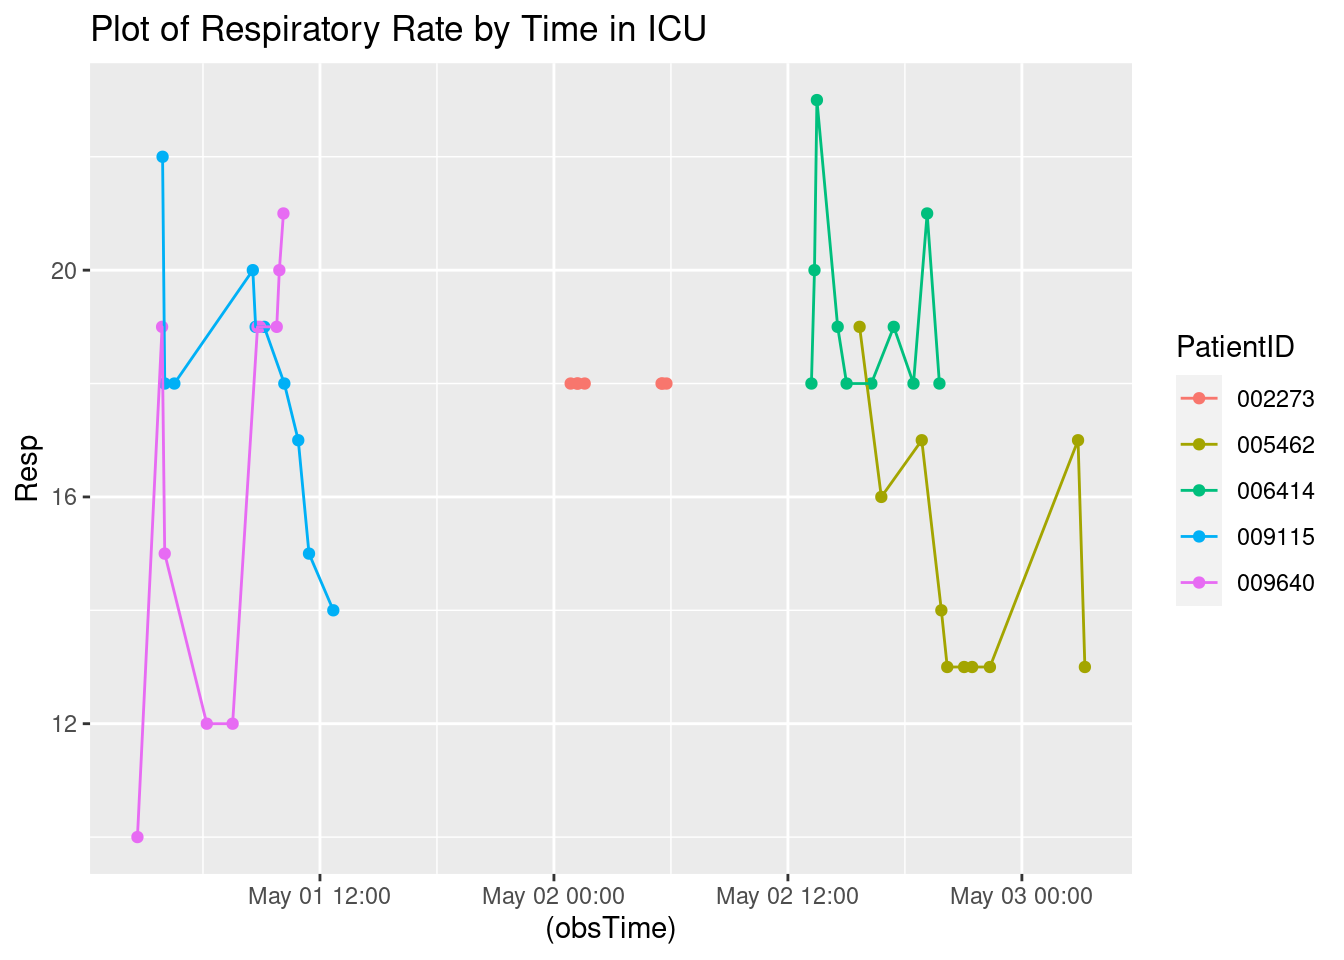 Plot of Respiratory Rate by Time in ICU
Resp
20
16
12
May 01 12:00
May 02 00:00
May 02 12:00
May 03 00:00
(obsTime)
PatientID
002273
005462
006414
009115
009640